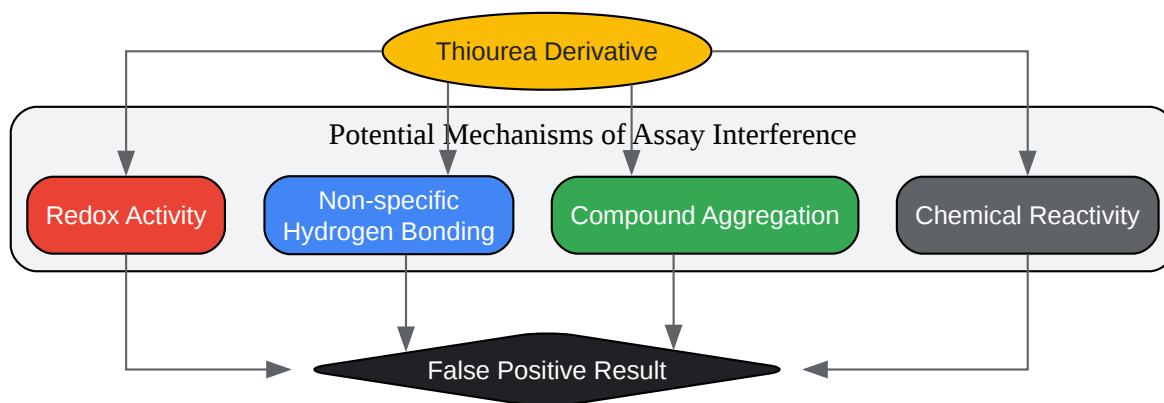 Thiourea Derivative
Potential Mechanisms of Assay Interference
Redox Activity
Non-specific
Hydrogen Bonding
Compound Aggregation
Chemical Reactivity
False Positive Result